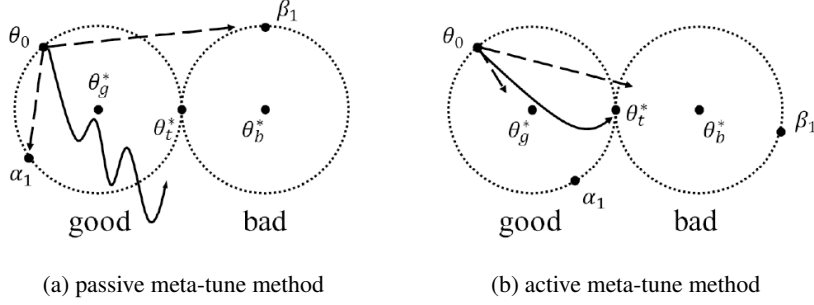 θ₀
β₁
θ*g
θ*t
θ*b
α₁
good
bad
(a) passive meta-tune method
θ₀
θ*g
θ*t
θ*b
β₁
α₁
good
bad
(b) active meta-tune method